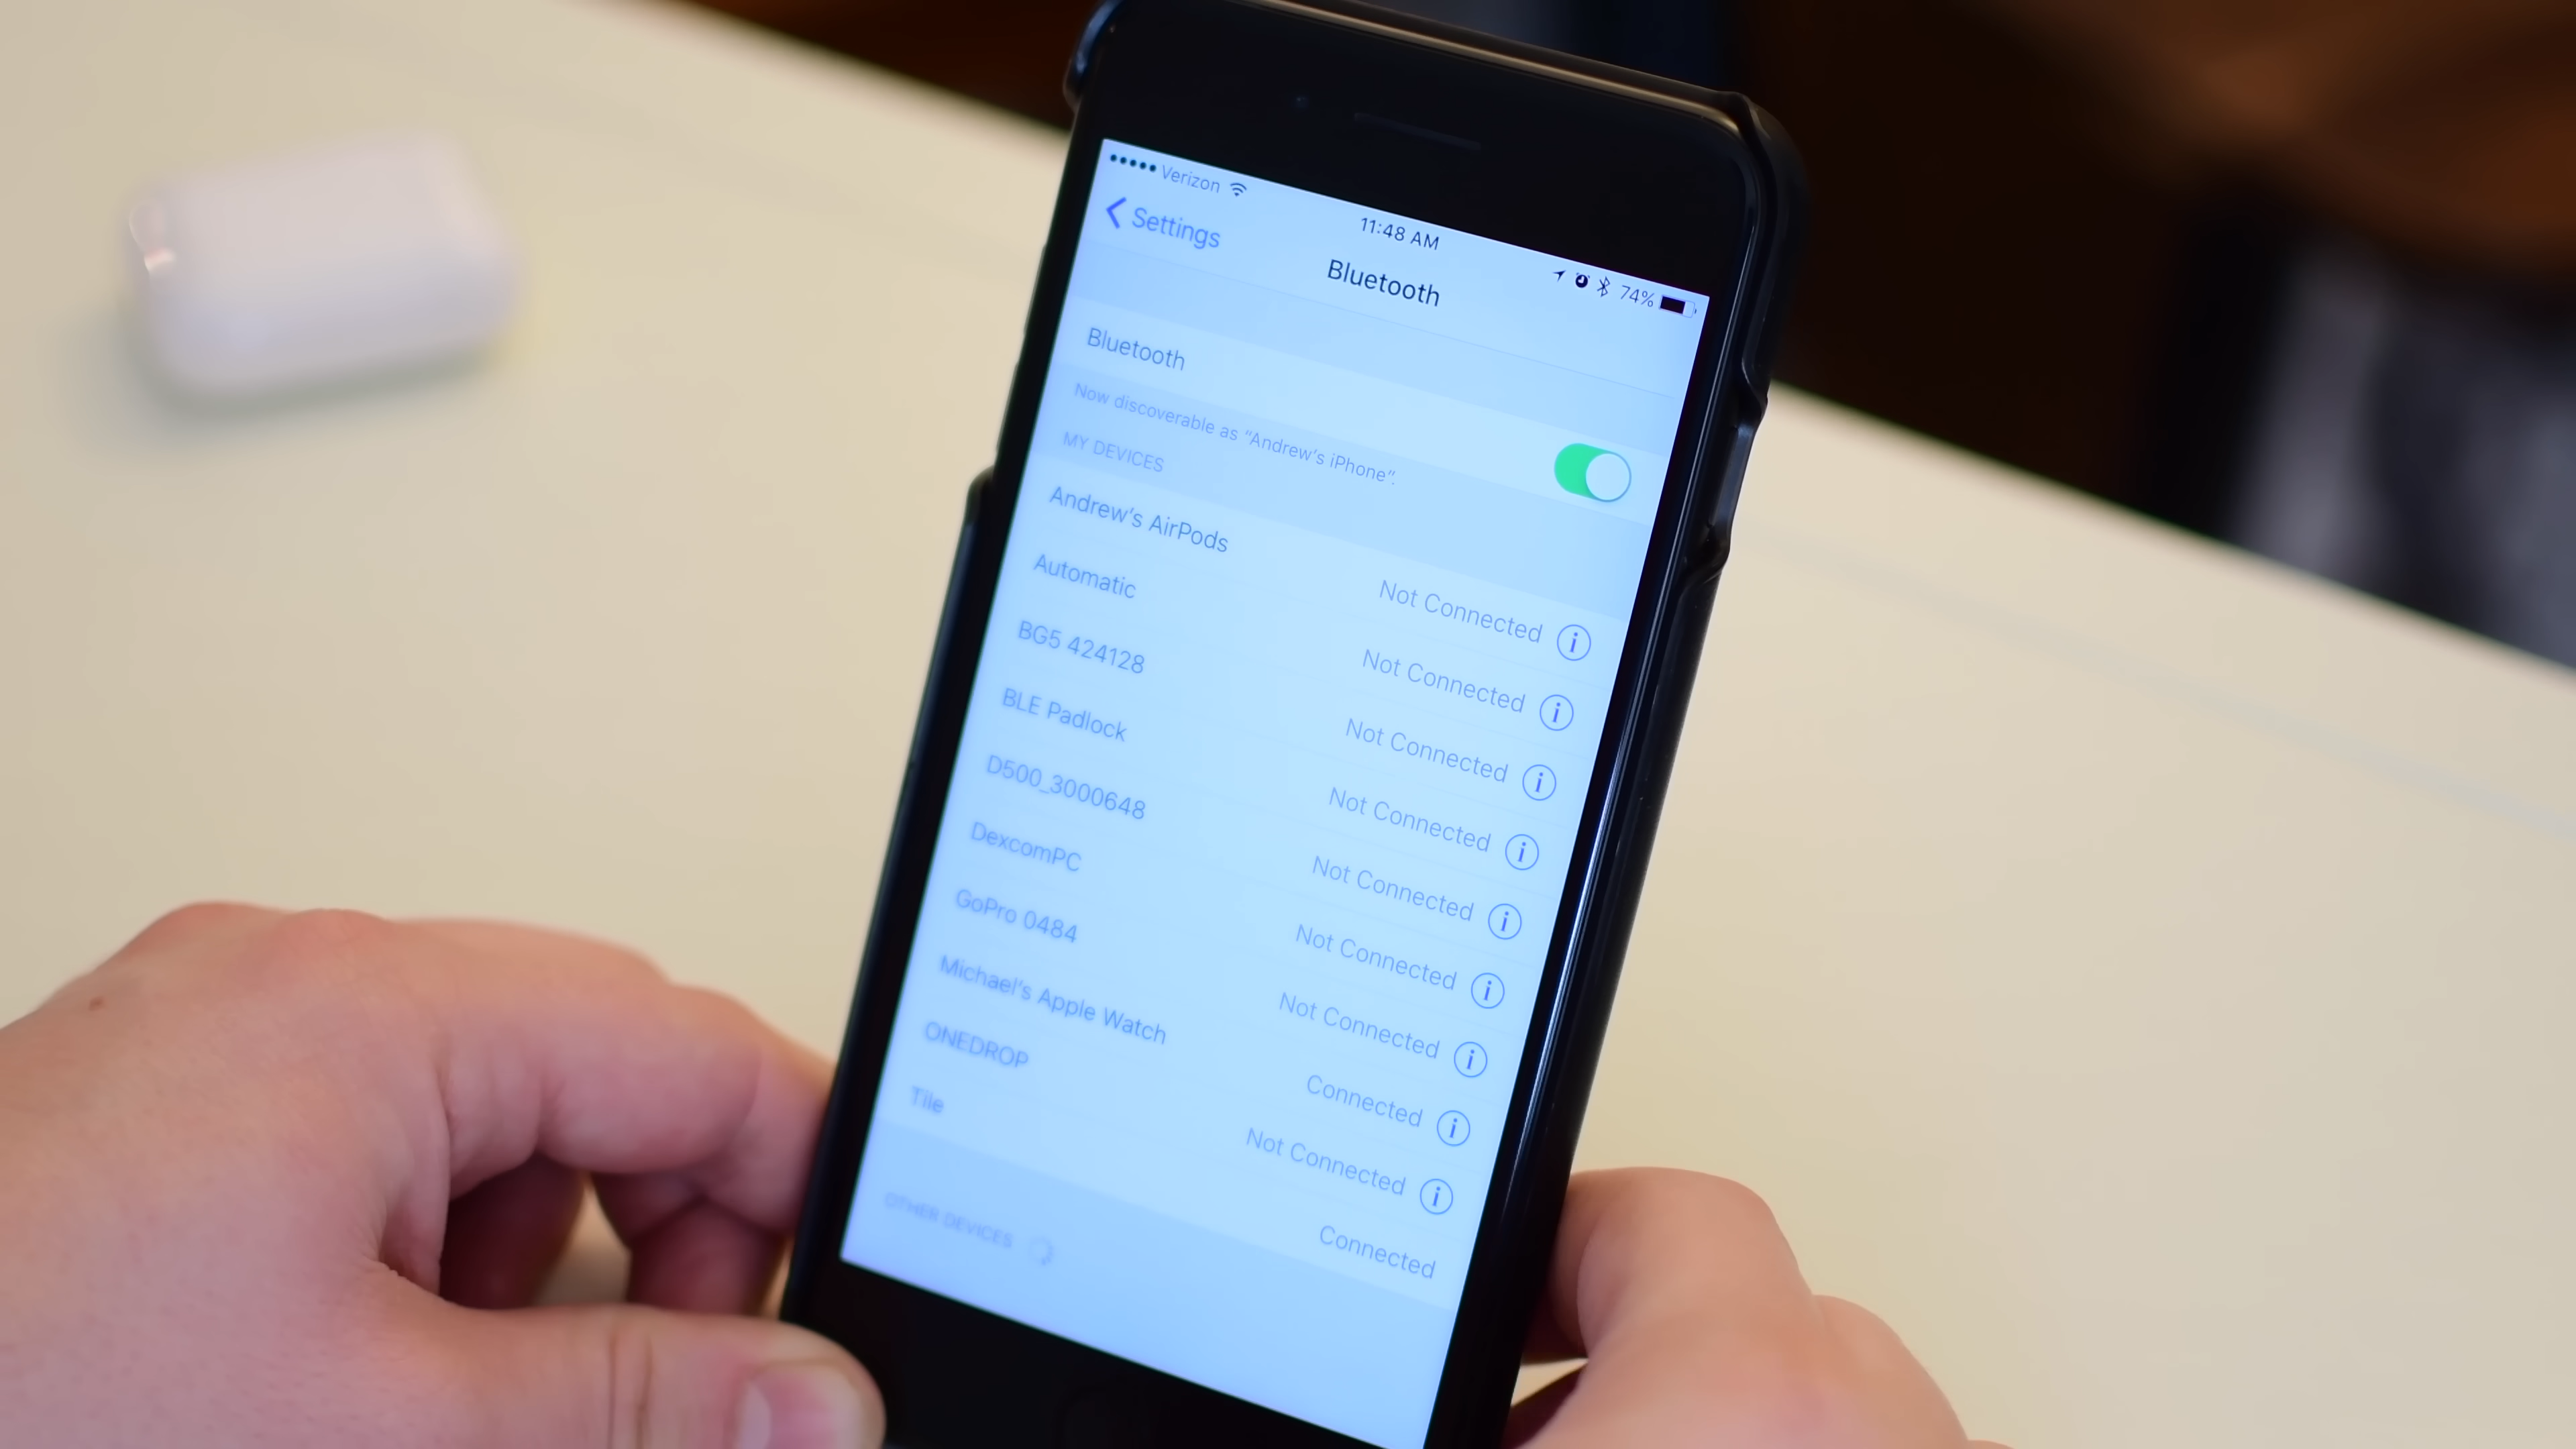 Verizon 11:48 AM 74%
Settings Bluetooth
Bluetooth
Now discoverable as “Andrew’s iPhone”.
MY DEVICES
Andrew’s AirPods Not Connected
Automatic Not Connected
BG5 424128 Not Connected
BLE Padlock Not Connected
D500_3000648 Not Connected
DexcomPC Not Connected
GoPro 0484 Not Connected
Michael’s Apple Watch Connected
ONEDROP Not Connected
Tile Connected
OTHER DEVICES